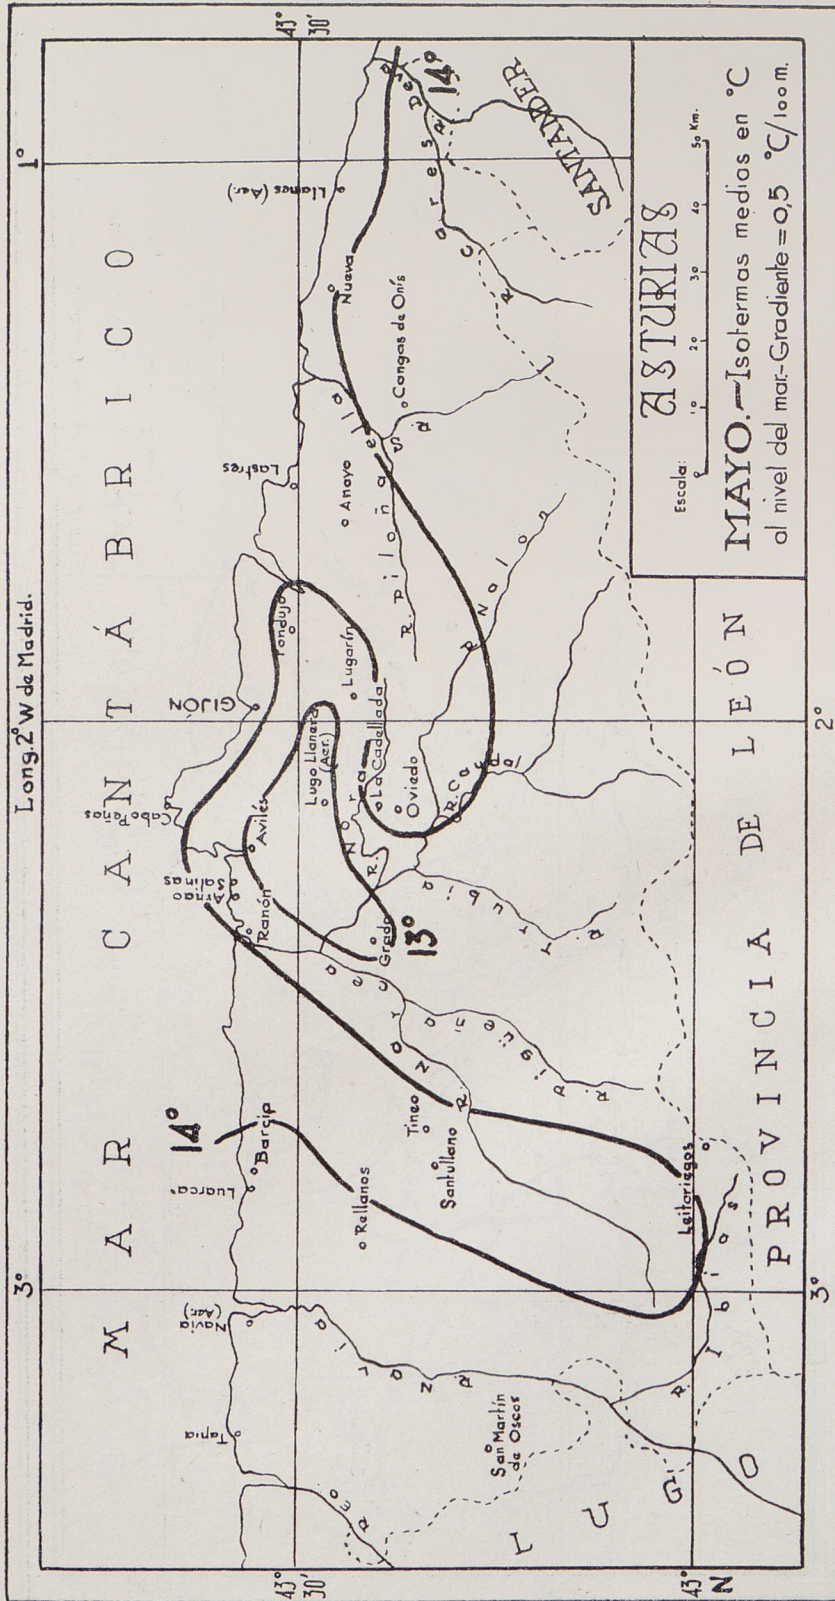 Long. 2° W de Madrid.
3°
1°
43°
30'
43°
30'
MAR CANTÁBRICO
Tapia
Navia
(Aer.)
Luarca
Barcip
14°
Ranón
Arnao
Salinas
Cabo Peñas
Avilés
GIJÓN
Lastres
Llanes (Aer.)
Nueva
Rellanos
Tineo
Santullano
Grado
13°
Lugo Llanera
(Aer.)
Lugarín
La Cadellada
Oviedo
Anayo
Cangas de Onís
14°
R. Eo
R. Navia
R. Narcea
R. Pigüeña
R. Trubia
R. Nora
R. Caudal
R. Nalón
R. Piloña
R. Sella
R. Cares
R. Deva
San Martín
de Oscos
Leitariegos
R. Ibias
LUGO
SANTANDER
PROVINCIA DE LEÓN
43°
N
3°
2°
ASTURIAS
Escala:
0 10 20 30 40 50 Km.
MAYO.—Isotermas medias en °C
al nivel del mar-Gradiente=0,5 °C/100 m.